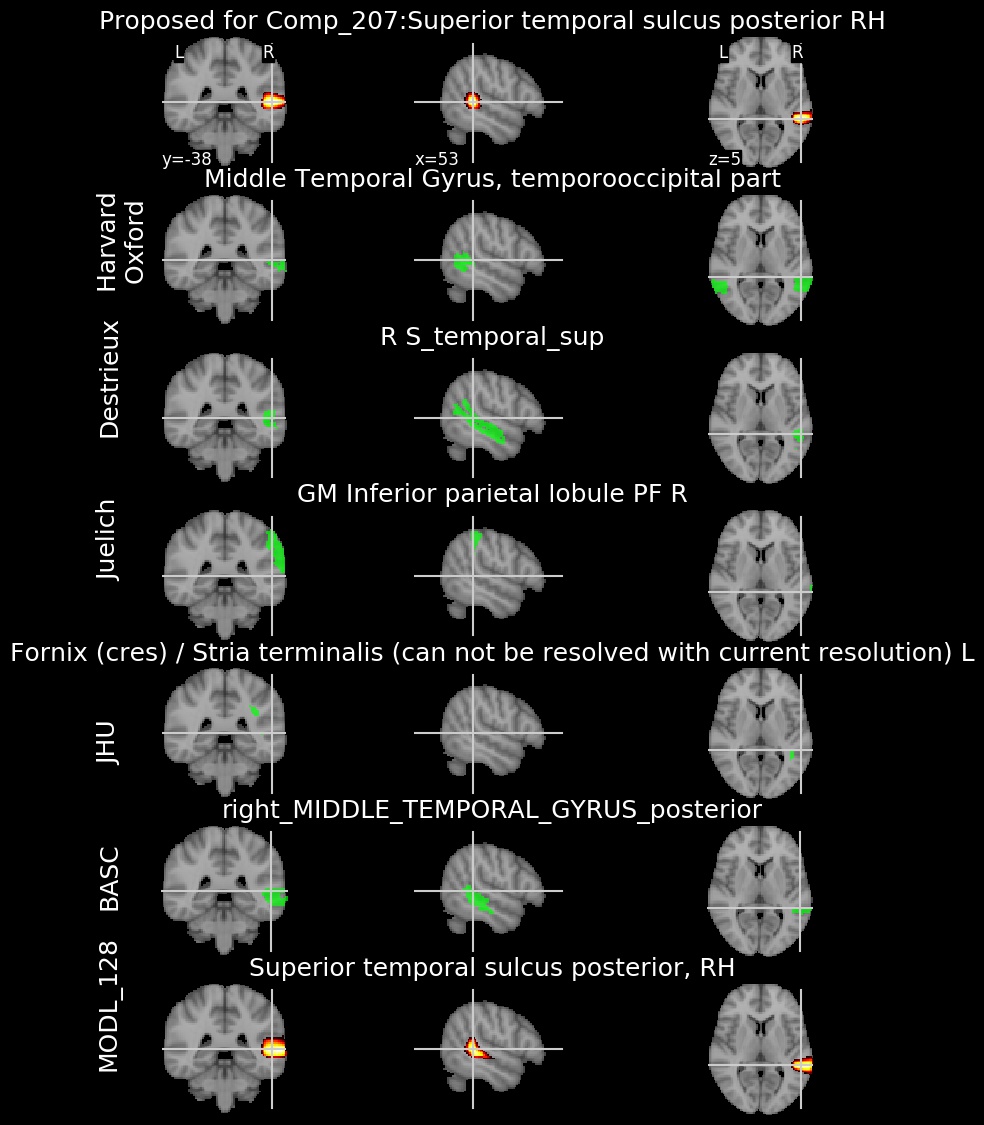 Proposed for Comp_207:Superior temporal sulcus posterior RH
L R L R
y=-38 x=53 z=5
Middle Temporal Gyrus, temporooccipital part
Harvard
Oxford
R S_temporal_sup
Destrieux
GM Inferior parietal lobule PF R
Juelich
Fornix (cres) / Stria terminalis (can not be resolved with current resolution) L
JHU
right_MIDDLE_TEMPORAL_GYRUS_posterior
BASC
Superior temporal sulcus posterior, RH
MODL_128